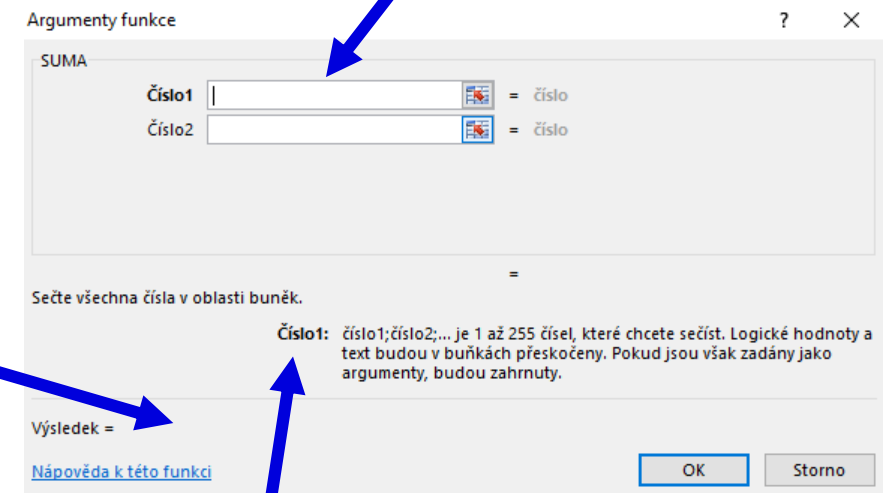 Argumenty funkce ? ×
SUMA
Číslo1 = číslo
Číslo2 = číslo
=
Sečte všechna čísla v oblasti buněk.
Číslo1: číslo1;číslo2;... je 1 až 255 čísel, které chcete sečíst. Logické hodnoty a
text budou v buňkách přeskočeny. Pokud jsou však zadány jako
argumenty, budou zahrnuty.
Výsledek =
Nápověda k této funkci OK Storno